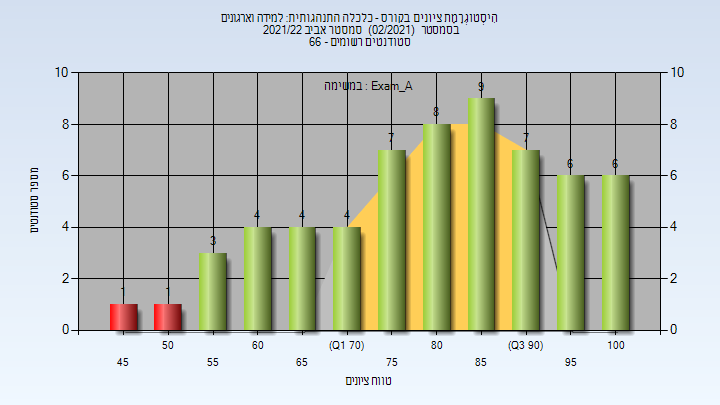 היסטוגרמת ציונים בקורס - כלכלה התנהגותית: למידה וארגונים
בסמסטר (02/2021) סמסטר אביב 2021/22
סטודנטים רשומים - 66
במשימה : Exam_A
מספר סטודנטים
10 10
8 8
6 6
4 4
2 2
0 0
1 1 3 4 4 4 7 8 9 7 6 6
50 60 (Q1 70) 80 (Q3 90) 100
45 55 65 75 85 95
טווח ציונים